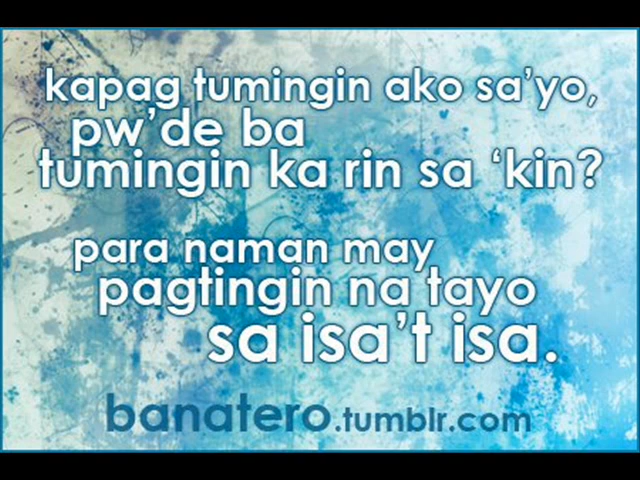 kapag tumingin ako sa'yo,
pw'de ba
tumingin ka rin sa 'kin?
para naman may
pagtingin na tayo
sa isa't isa.
banatero.tumblr.com